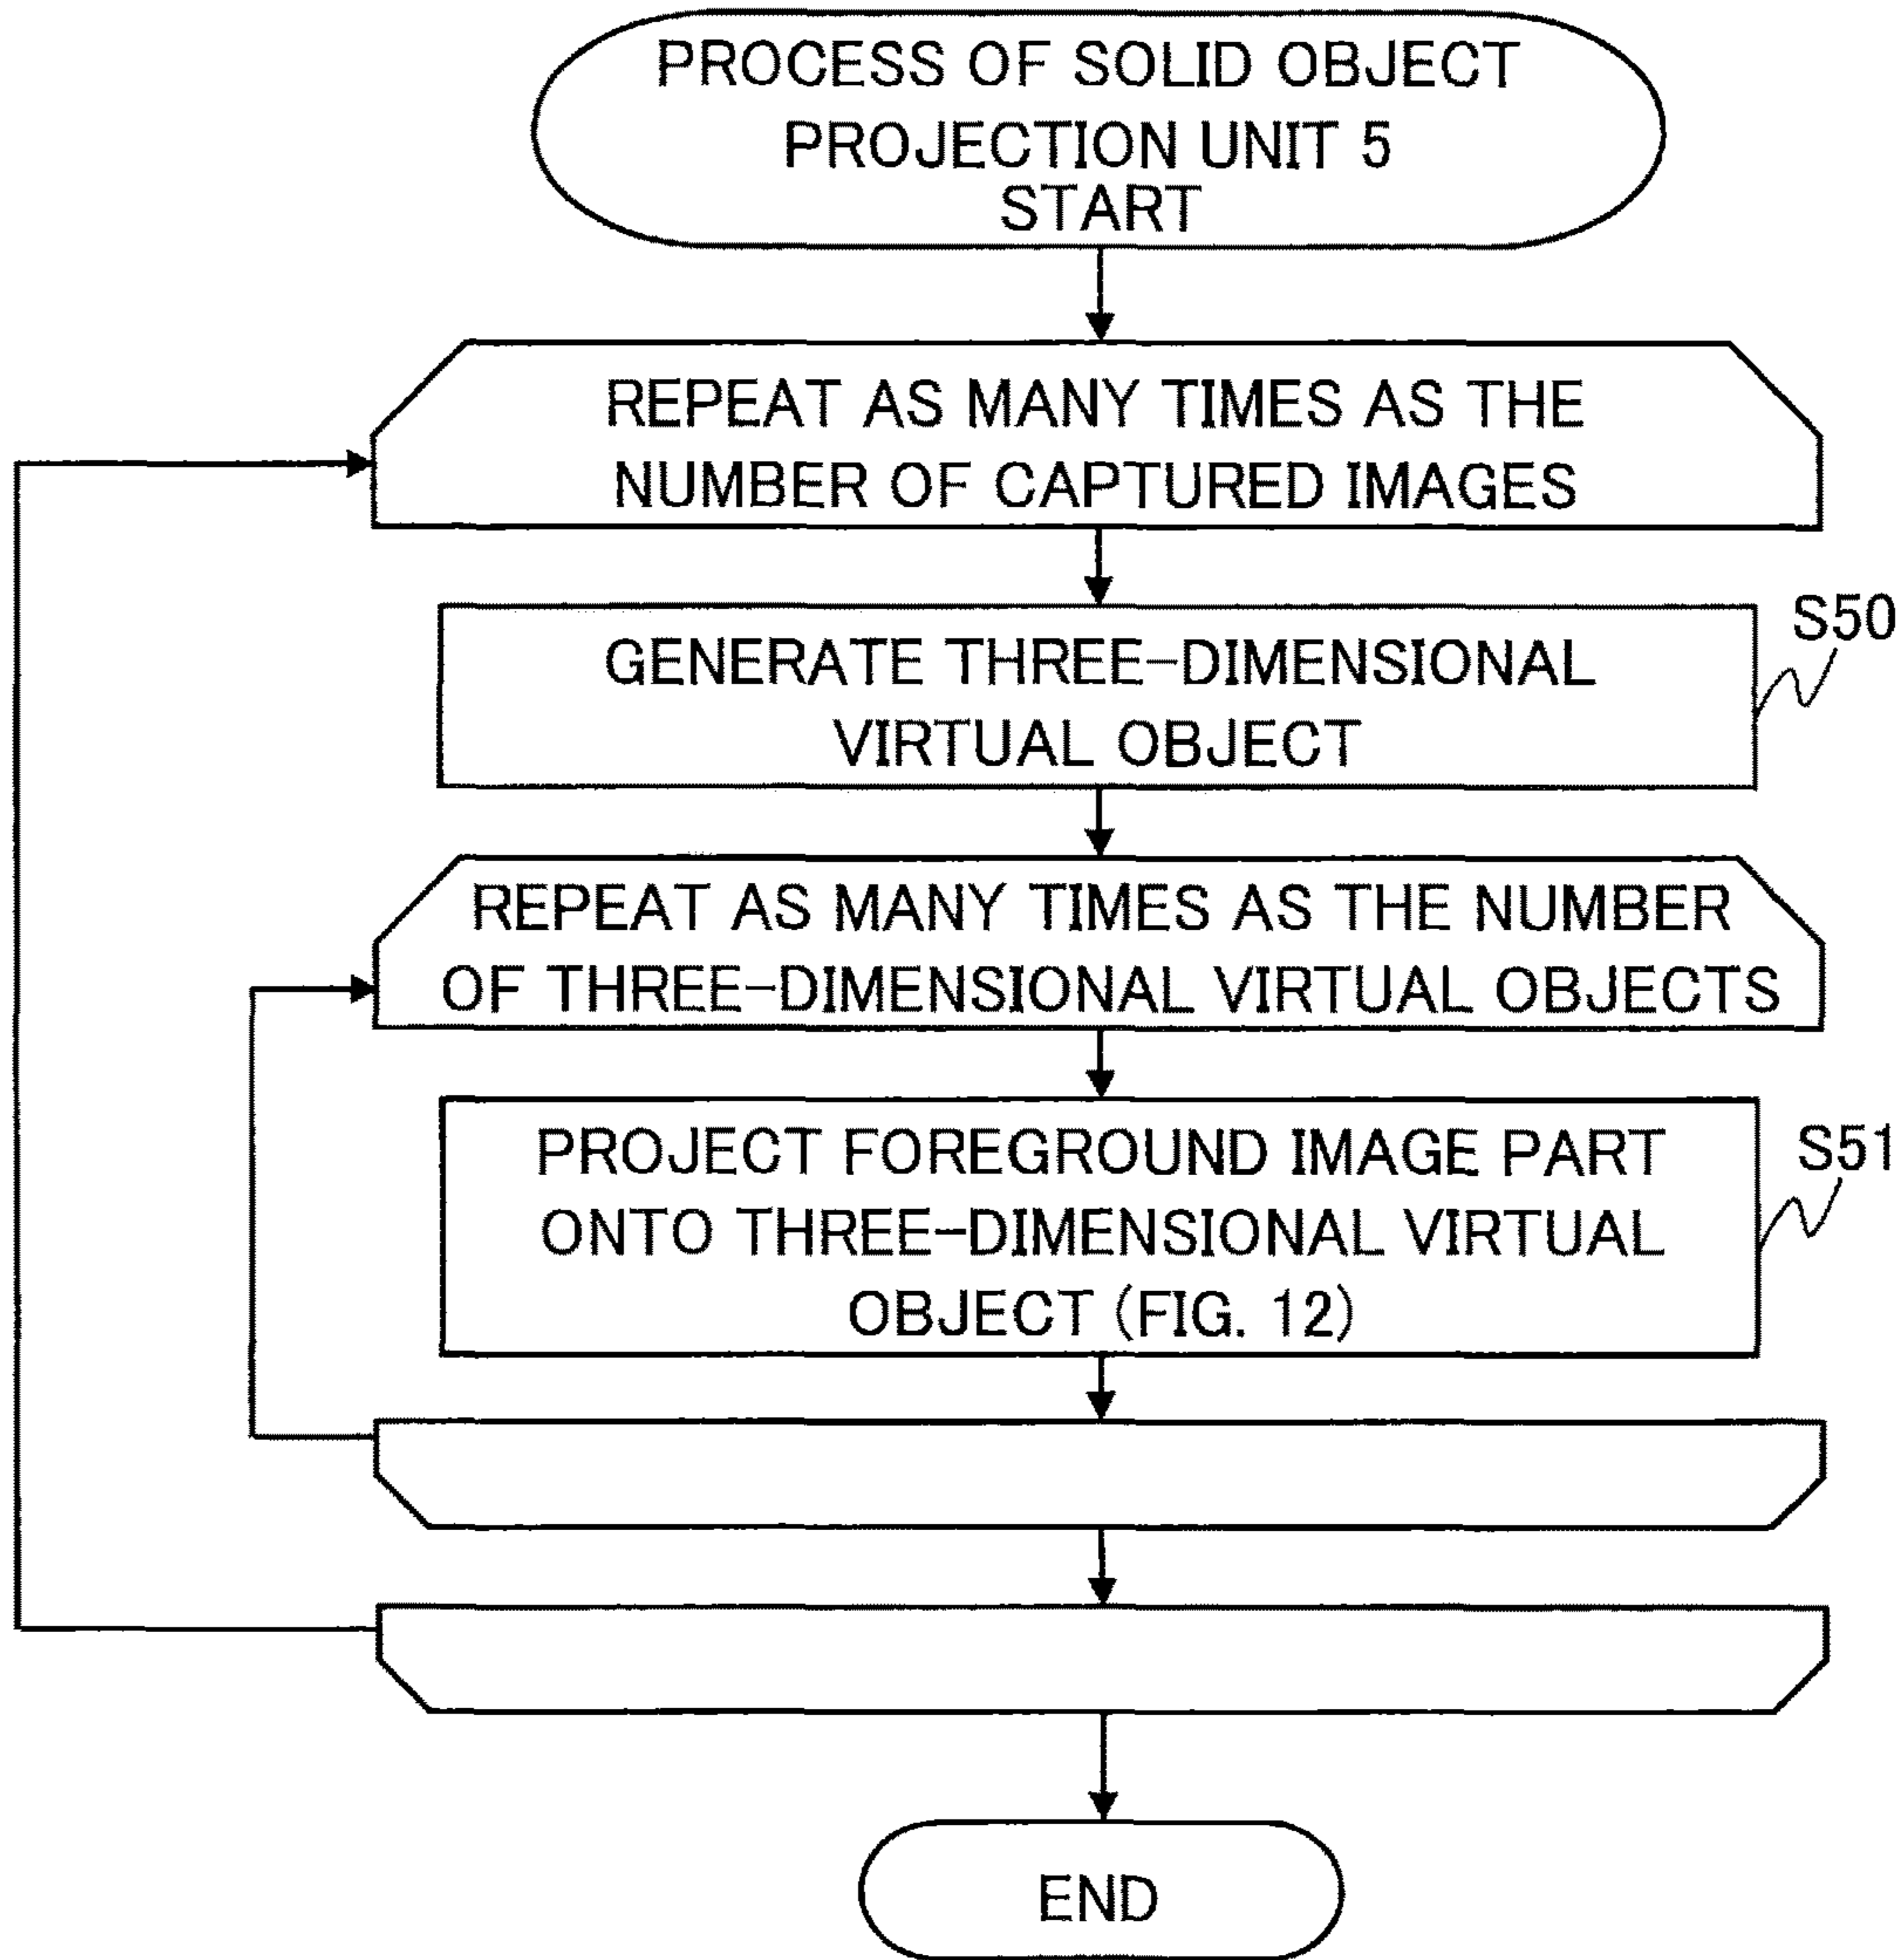 PROCESS OF SOLID OBJECT
PROJECTION UNIT 5
START
REPEAT AS MANY TIMES AS THE
NUMBER OF CAPTURED IMAGES
S50
GENERATE THREE-DIMENSIONAL
VIRTUAL OBJECT
REPEAT AS MANY TIMES AS THE NUMBER
OF THREE-DIMENSIONAL VIRTUAL OBJECTS
S51
PROJECT FOREGROUND IMAGE PART
ONTO THREE-DIMENSIONAL VIRTUAL
OBJECT (FIG. 12)
END